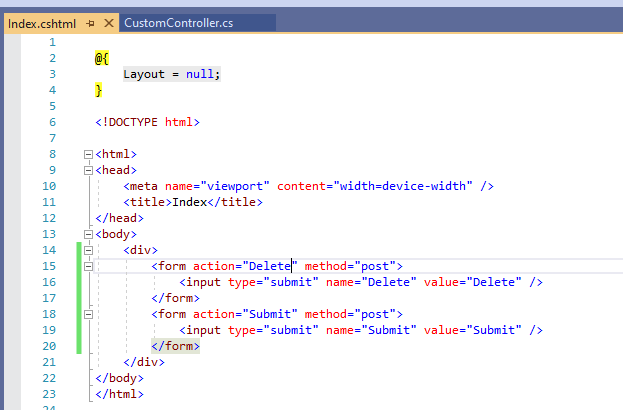 Index.cshtml CustomController.cs
1
2 @{
3 Layout = null;
4 }
5
6 <!DOCTYPE html>
7
8 <html>
9 <head>
10 <meta name="viewport" content="width=device-width" />
11 <title>Index</title>
12 </head>
13 <body>
14 <div>
15 <form action="Delete" method="post">
16 <input type="submit" name="Delete" value="Delete" />
17 </form>
18 <form action="Submit" method="post">
19 <input type="submit" name="Submit" value="Submit" />
20 </form>
21 </div>
22 </body>
23 </html>
24